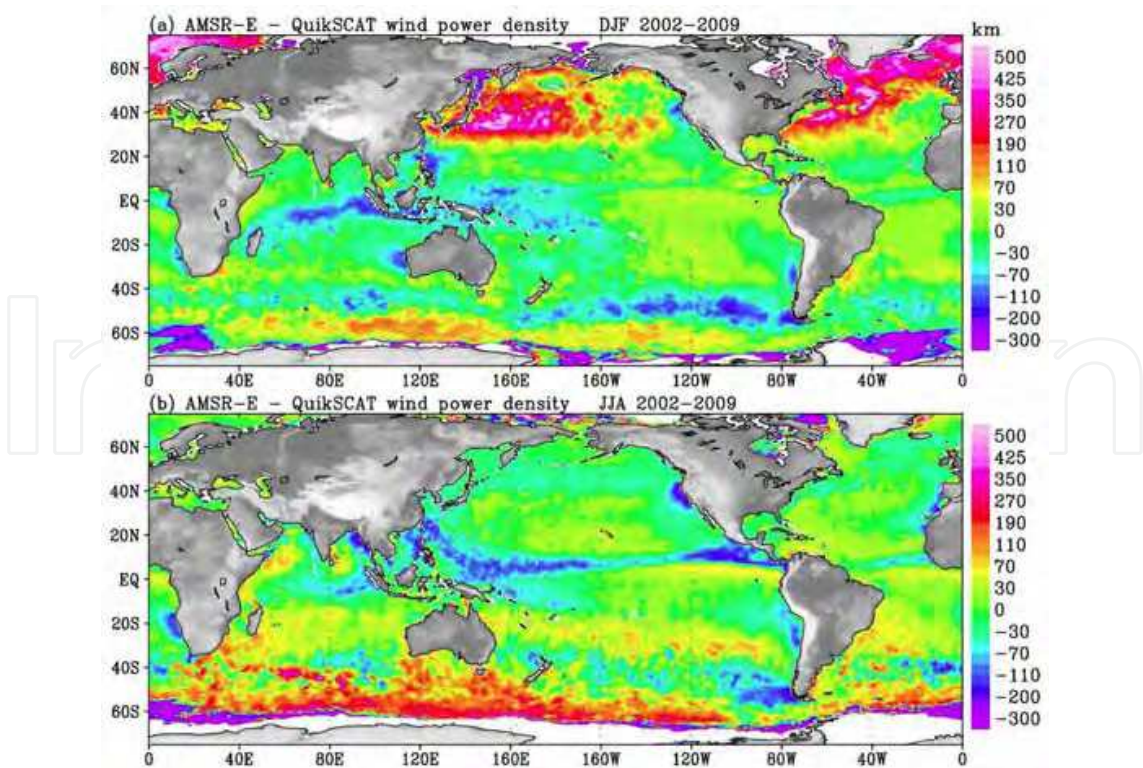 (a) AMSR-E - QuikSCAT wind power density DJF 2002-2009
km
60N
40N
20N
EQ
20S
40S
60S
500
425
350
270
190
110
70
30
0
-30
-70
-110
-200
-300
0 40E 80E 120E 160E 160W 120W 80W 40W 0
(b) AMSR-E - QuikSCAT wind power density JJA 2002-2009
60N
40N
20N
EQ
20S
40S
60S
500
425
350
270
190
110
70
30
0
-30
-70
-110
-200
-300
0 40E 80E 120E 160E 160W 120W 80W 40W 0